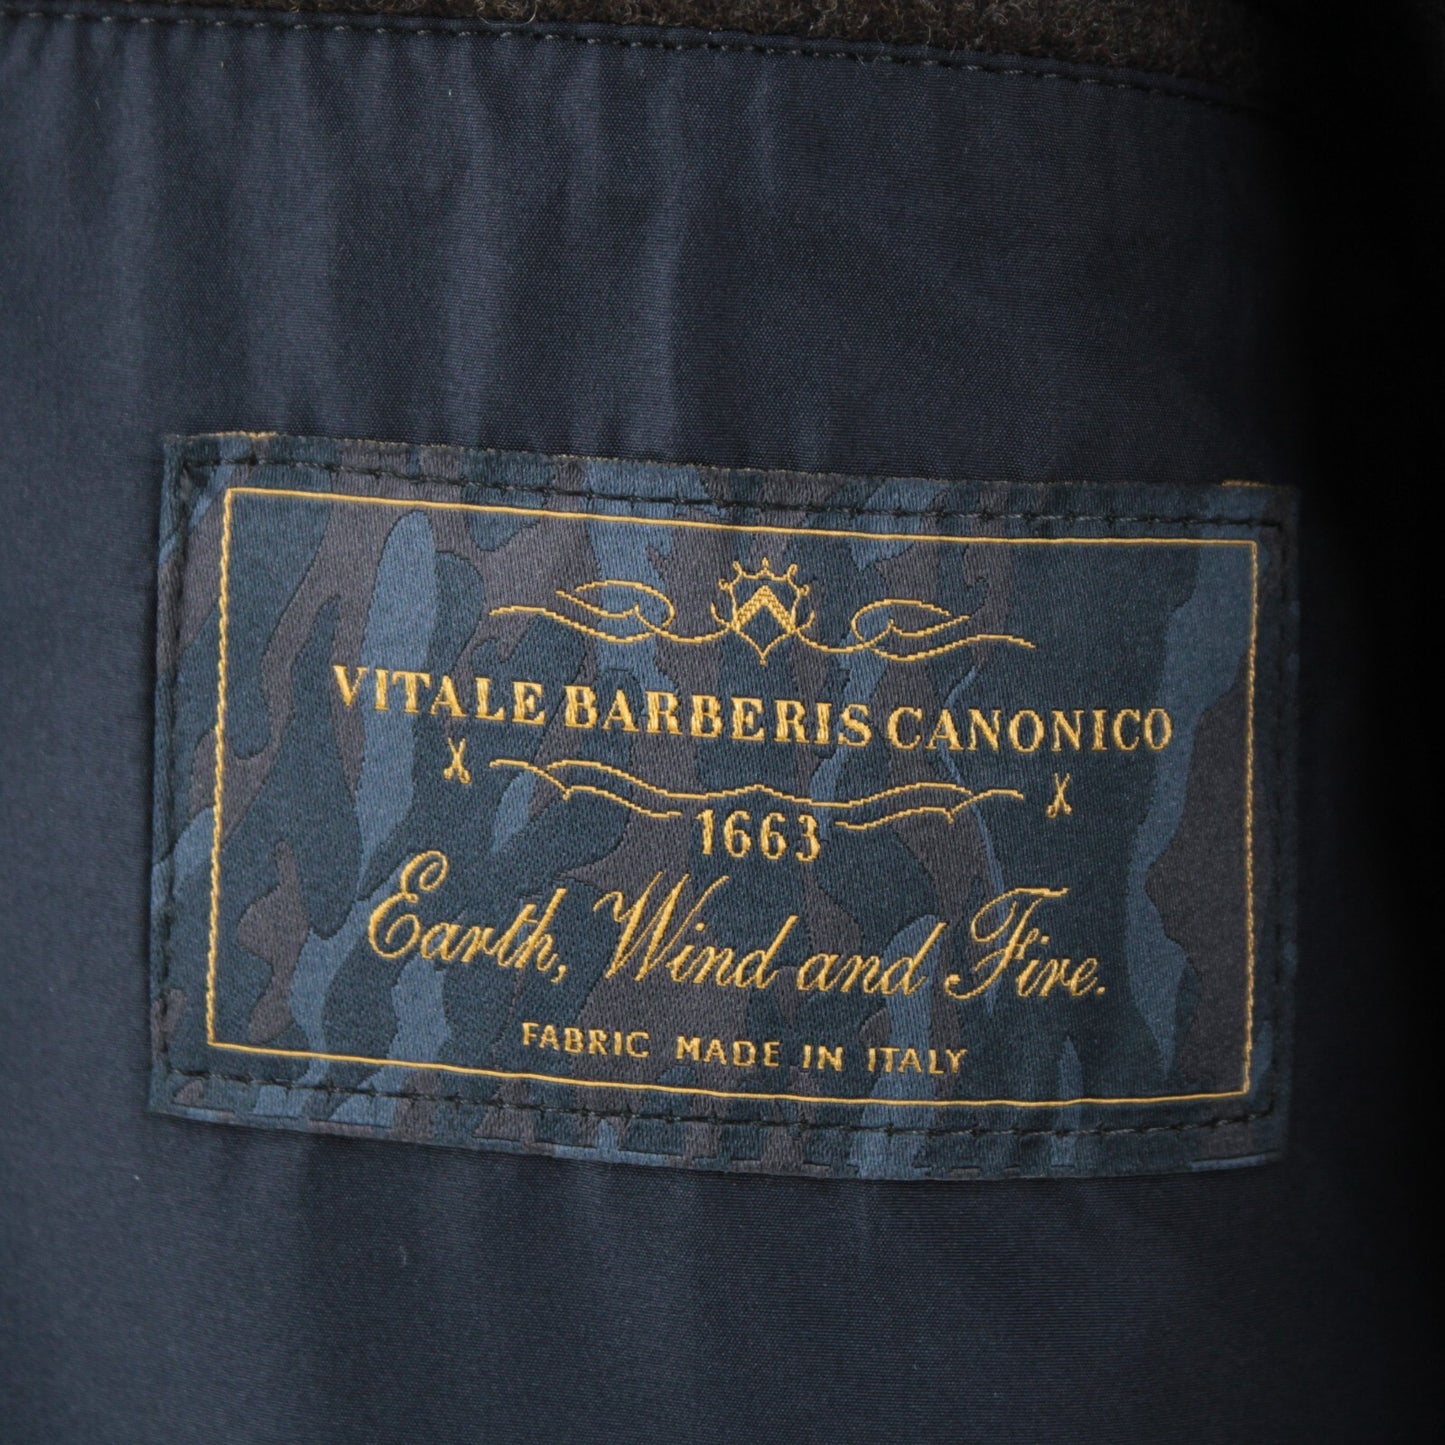 VITALE BARBERIS CANONICO
1663
Earth, Wind and Fire.
FABRIC MADE IN ITALY